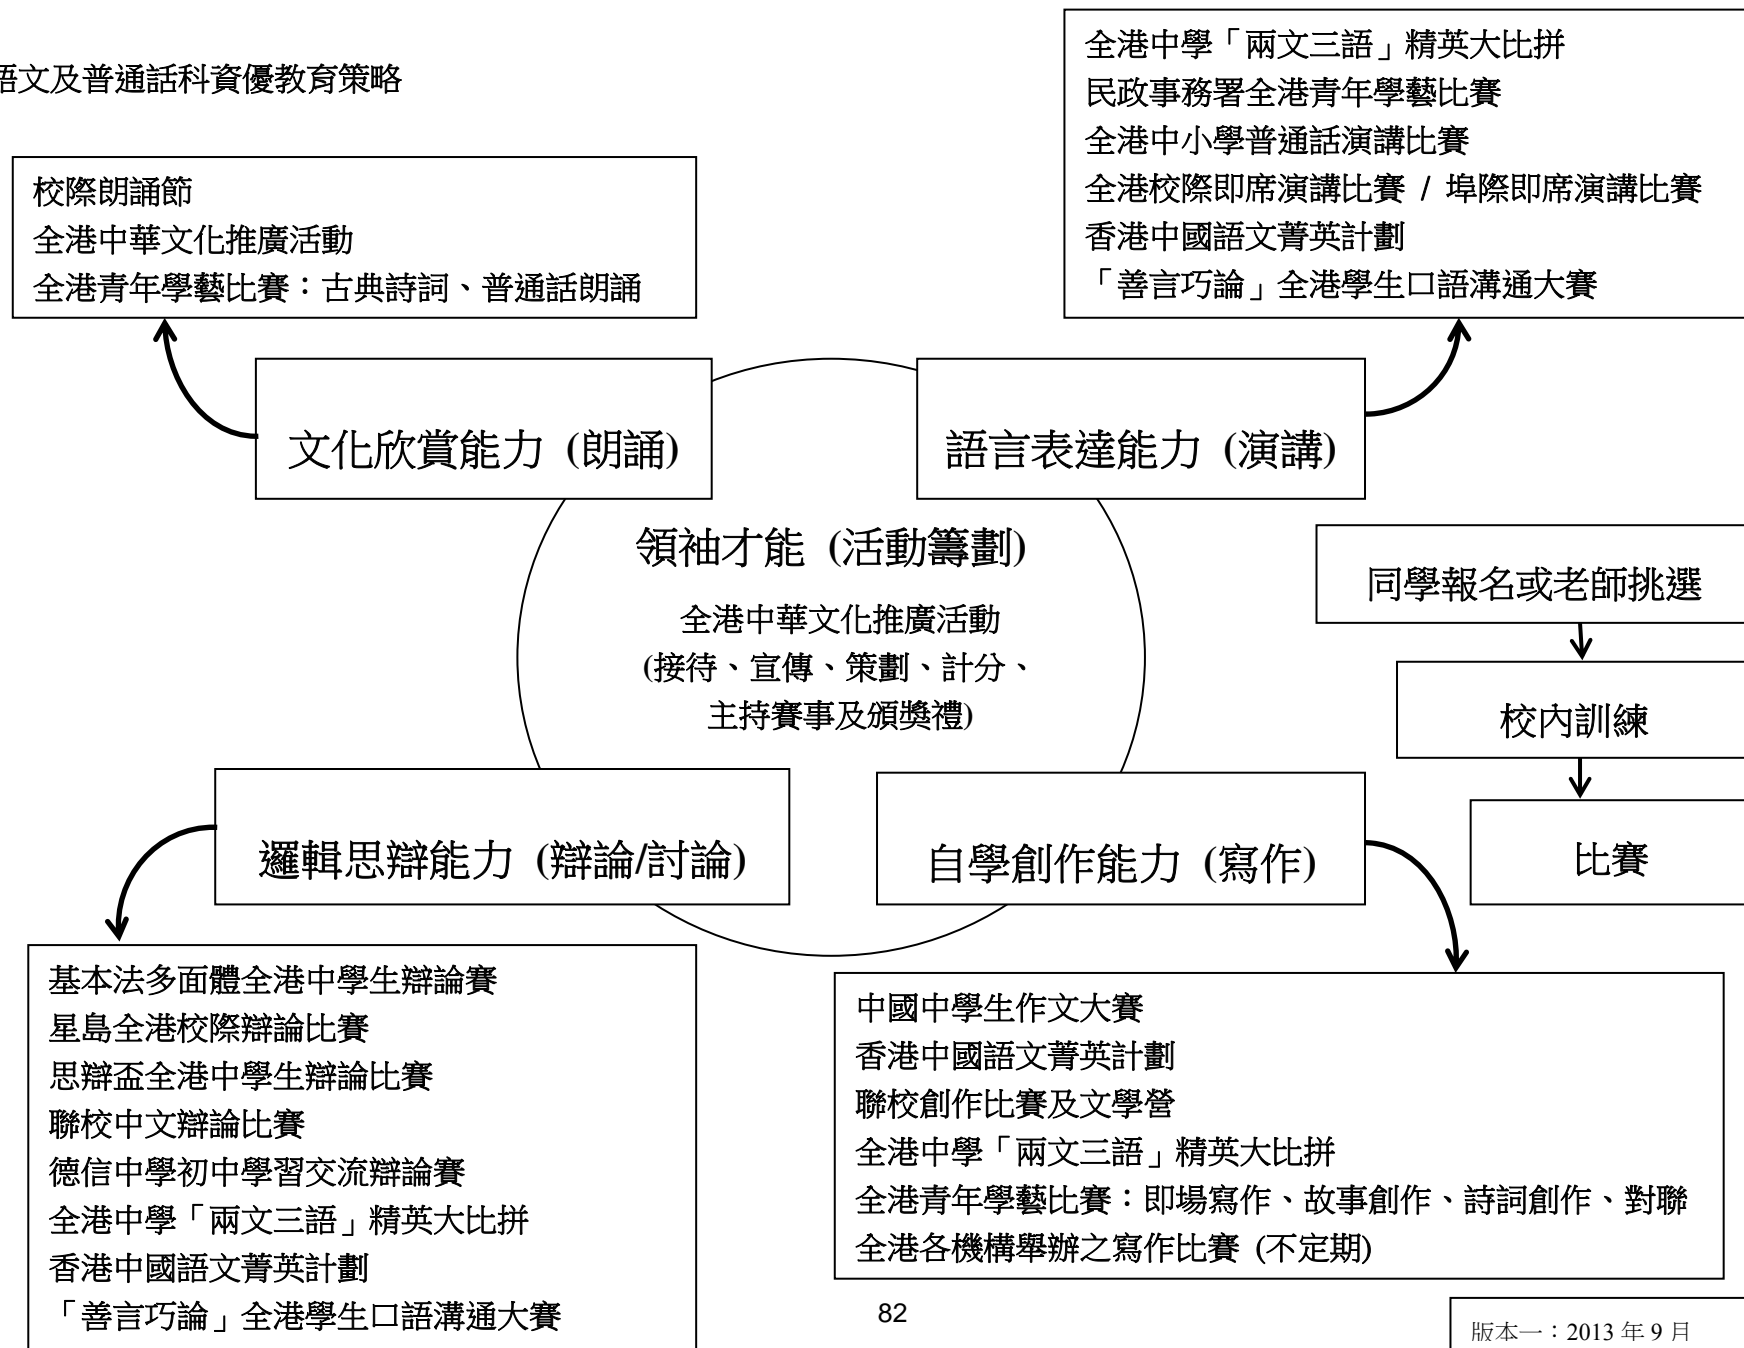 語文及普通話科資優教育策略
全港中學「兩文三語」精英大比拼
民政事務署全港青年學藝比賽
全港中小學普通話演講比賽
全港校際即席演講比賽 / 埠際即席演講比賽
香港中國語文菁英計劃
「善言巧論」全港學生口語溝通大賽
校際朗誦節
全港中華文化推廣活動
全港青年學藝比賽：古典詩詞、普通話朗誦
文化欣賞能力 (朗誦)
語言表達能力 (演講)
領袖才能 (活動籌劃)
全港中華文化推廣活動
(接待、宣傳、策劃、計分、
主持賽事及頒獎禮)
同學報名或老師挑選
校內訓練
比賽
邏輯思辯能力 (辯論/討論)
自學創作能力 (寫作)
基本法多面體全港中學生辯論賽
星島全港校際辯論比賽
思辯盃全港中學生辯論比賽
聯校中文辯論比賽
德信中學初中學習交流辯論賽
全港中學「兩文三語」精英大比拼
香港中國語文菁英計劃
「善言巧論」全港學生口語溝通大賽
中國中學生作文大賽
香港中國語文菁英計劃
聯校創作比賽及文學營
全港中學「兩文三語」精英大比拼
全港青年學藝比賽：即場寫作、故事創作、詩詞創作、對聯
全港各機構舉辦之寫作比賽 (不定期)
82
版本一：2013 年 9 月